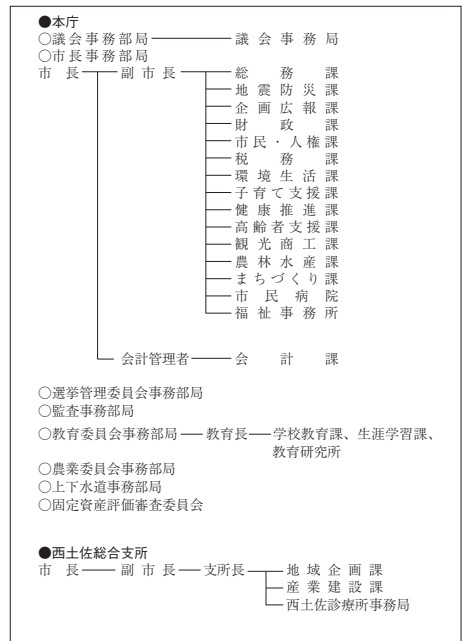 ●本庁
○議会事務部局 議会事務局
○市長事務部局
市長 副市長 総務課
地震防災課
企画広報課
財政課
市民・人権課
税務課
環境生活課
子育て支援課
健康推進課
高齢者支援課
観光商工課
農林水産課
まちづくり課
市民病院
福祉事務所
会計管理者 会計課
○選挙管理委員会事務部局
○監査事務部局
○教育委員会事務部局 教育長 学校教育課、生涯学習課、
教育研究所
○農業委員会事務部局
○上下水道事務部局
○固定資産評価審査委員会
●西土佐総合支所
市長 副市長 支所長 地域企画課
産業建設課
西土佐診療所事務局